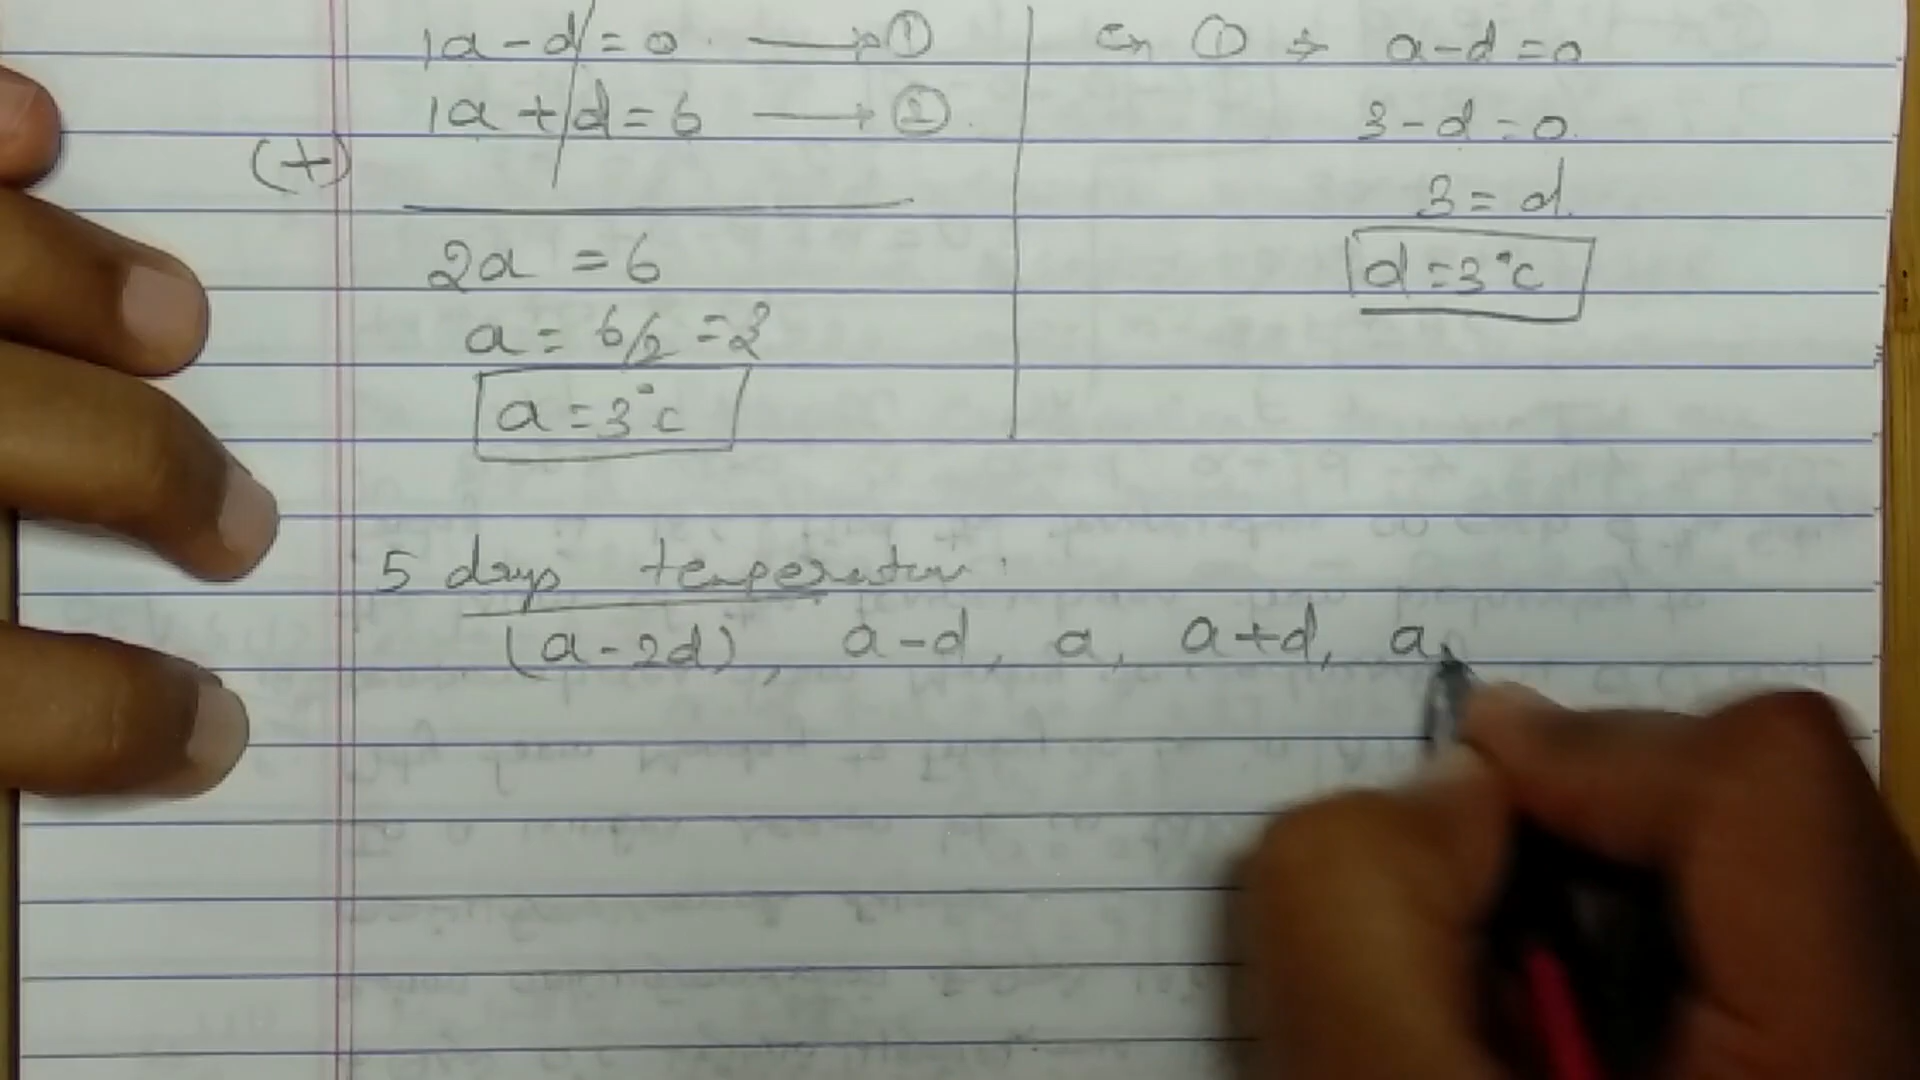 1a - d = 0 → ①
1a + d = 6 → ②
(+)
2a = 6
a = 6/2 = 3
a = 3°c
① ⇒ a - d = 0
3 - d = 0
3 = d
d = 3°c
5 days temperature:
(a - 2d), a - d, a, a + d, a